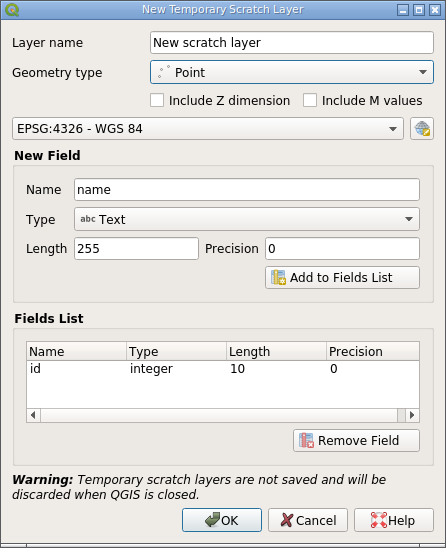 New Temporary Scratch Layer
Layer name New scratch layer
Geometry type Point
Include Z dimension Include M values
EPSG:4326 - WGS 84
New Field
Name name
Type abc Text
Length 255 Precision 0
Add to Fields List
Fields List
Name Type Length Precision
id integer 10 0
Remove Field
Warning: Temporary scratch layers are not saved and will be
discarded when QGIS is closed.
OK Cancel Help